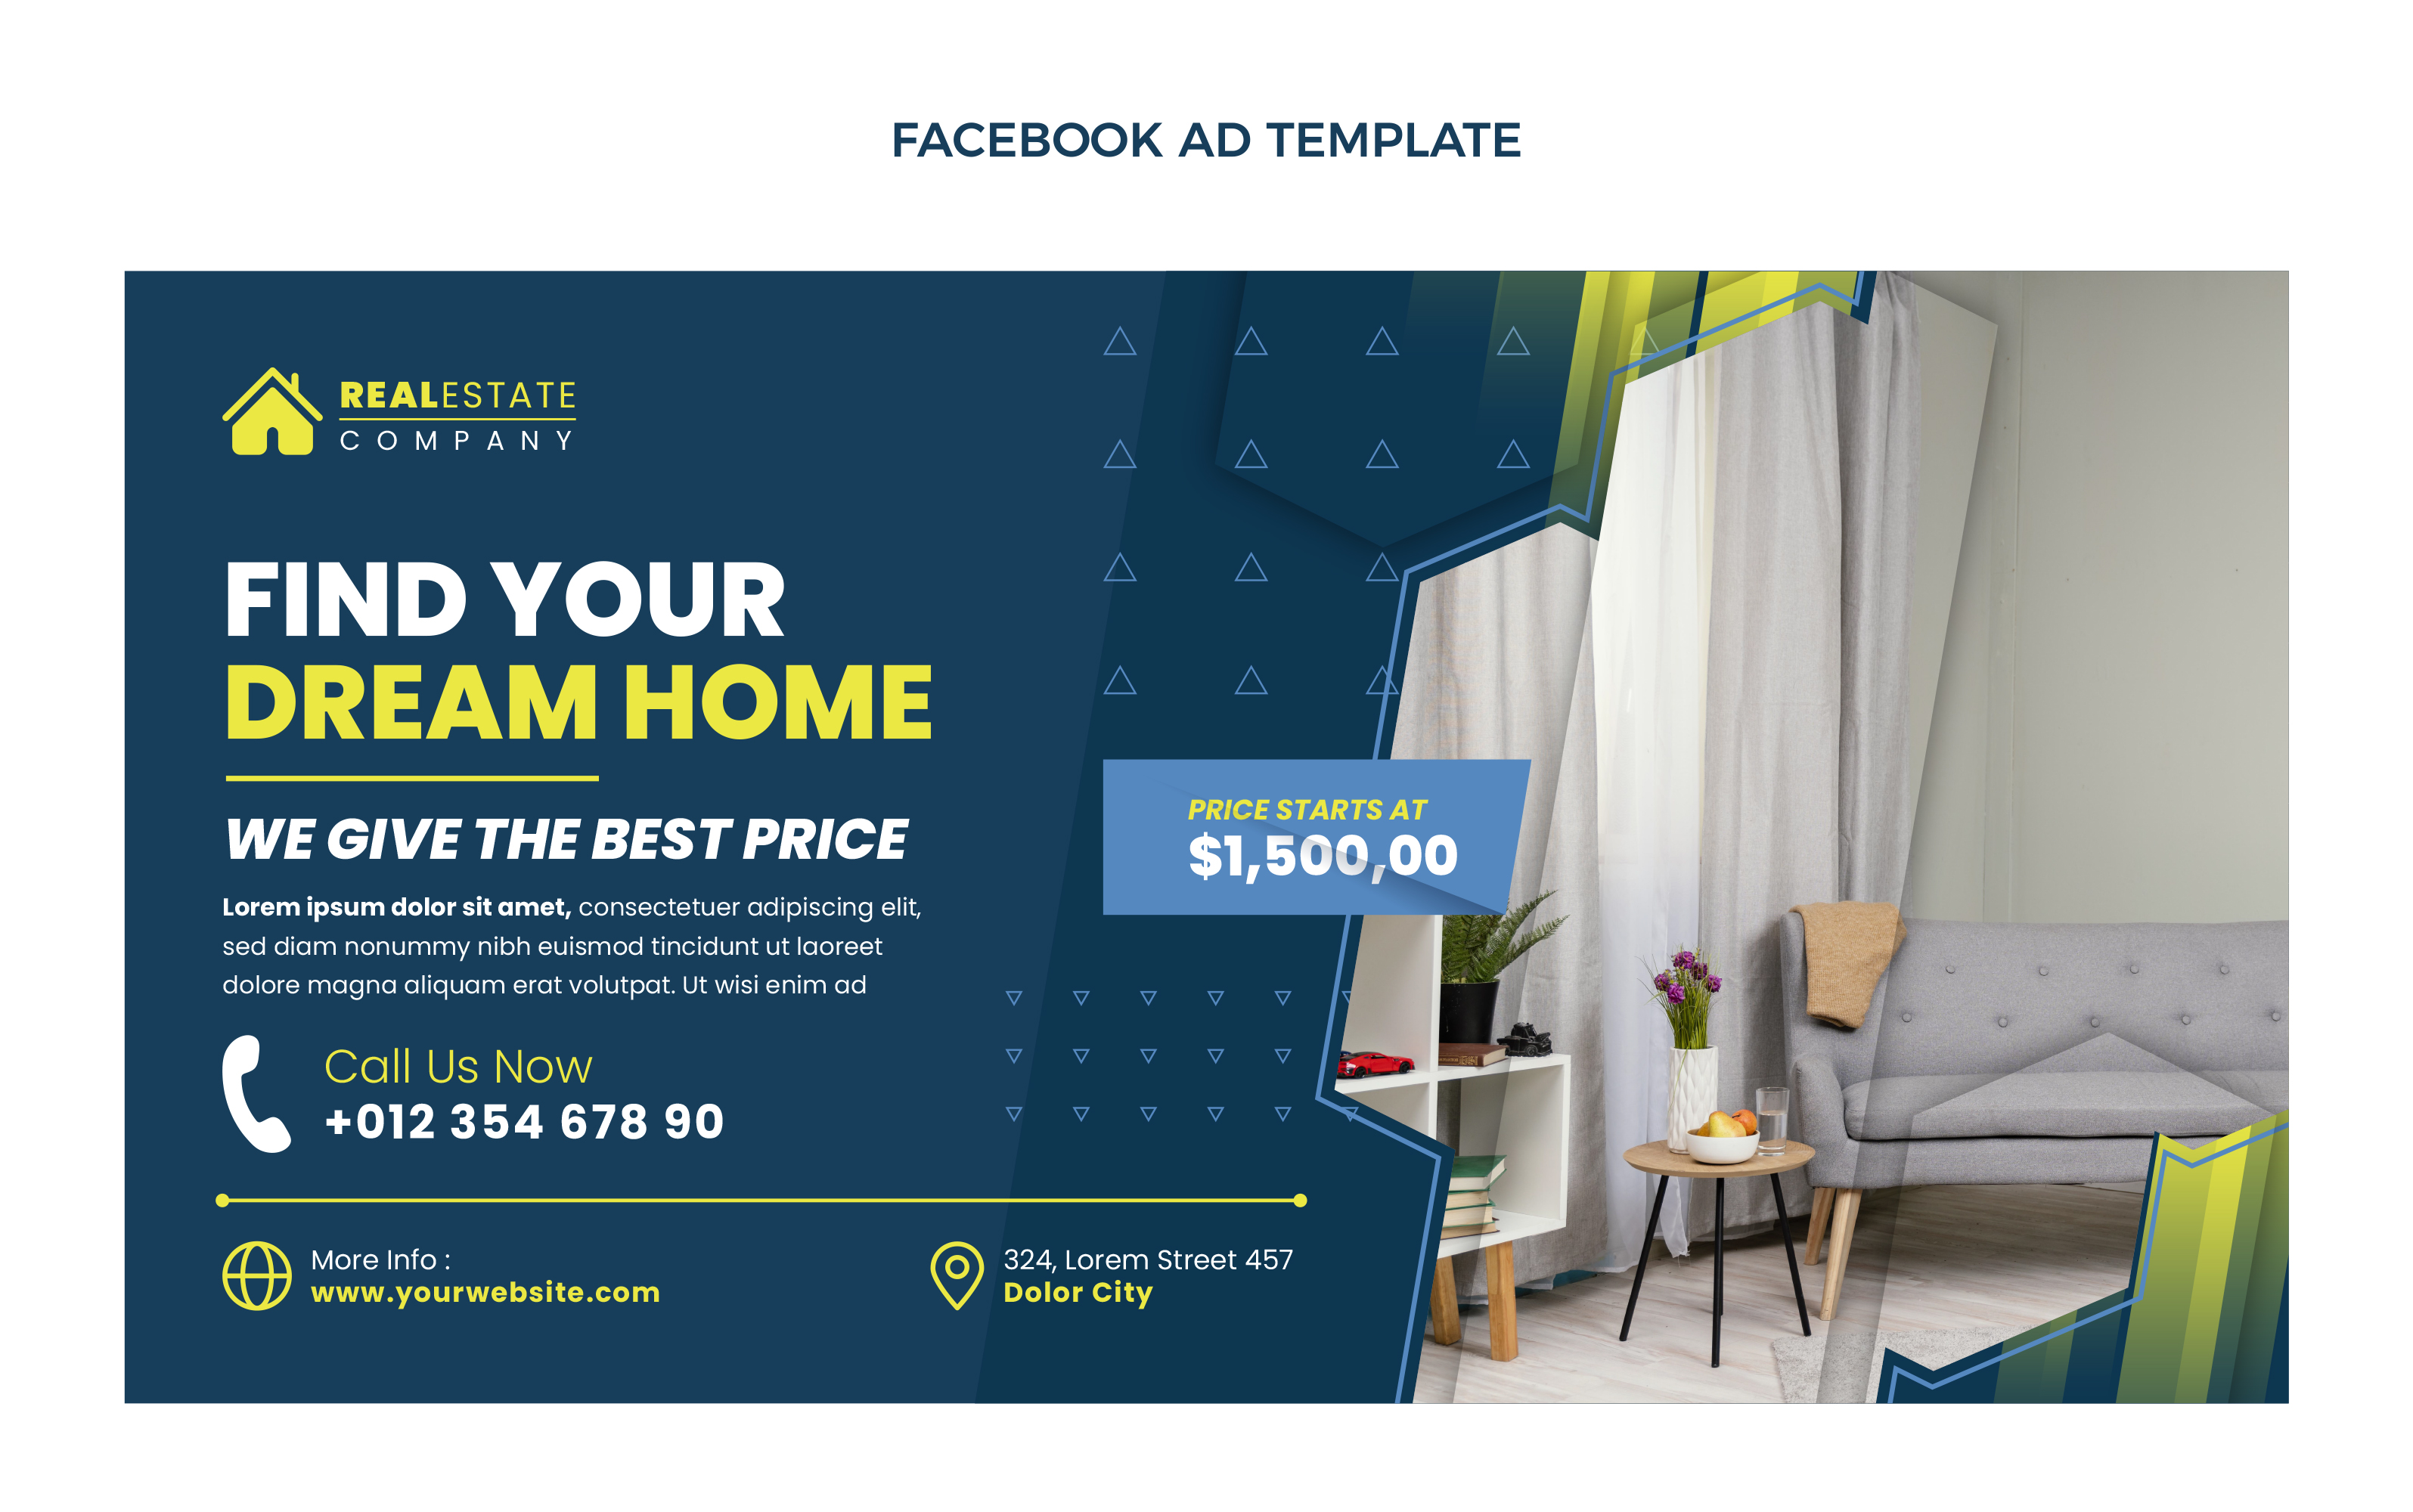 FACEBOOK AD TEMPLATE
REALESTATE
COMPANY
FIND YOUR
DREAM HOME
WE GIVE THE BEST PRICE
Lorem ipsum dolor sit amet, consectetuer adipiscing elit,
sed diam nonummy nibh euismod tincidunt ut laoreet
dolore magna aliquam erat volutpat. Ut wisi enim ad
PRICE STARTS AT
$1,500,00
Call Us Now
+012 354 678 90
More Info :
www.yourwebsite.com
324, Lorem Street 457
Dolor City